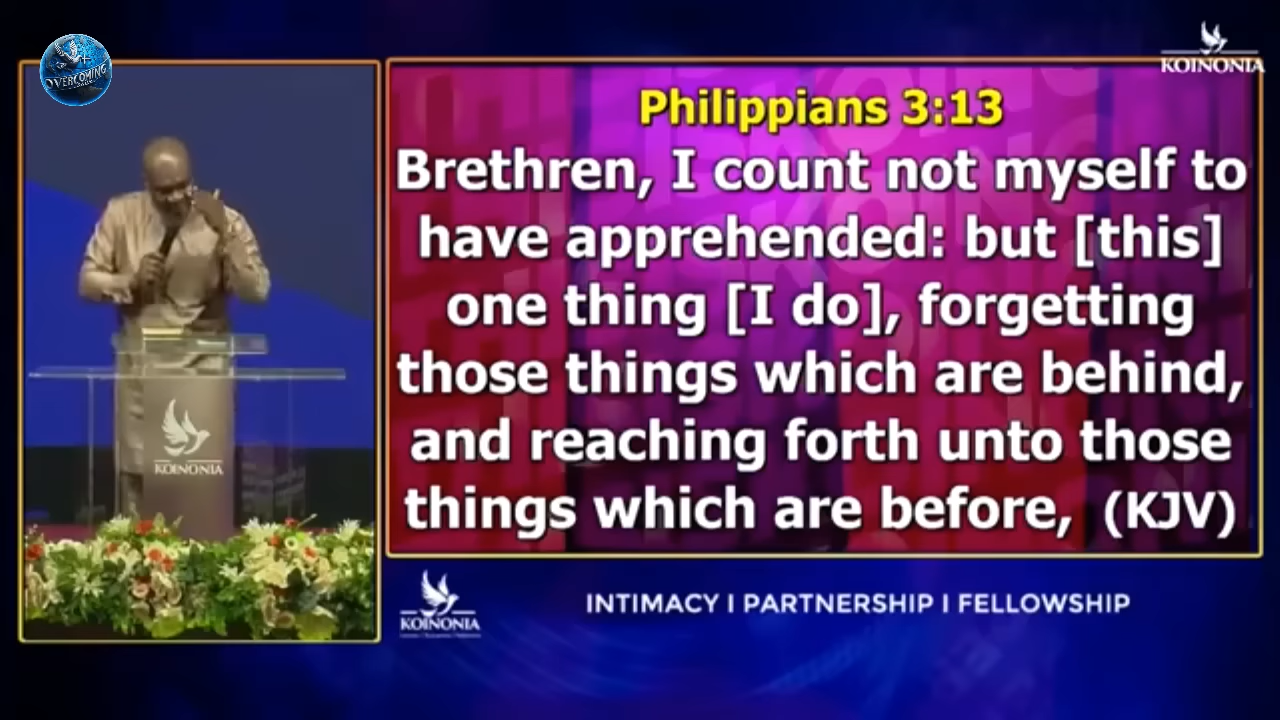 OVERCOMING
KOINONIA
Philippians 3:13
Brethren, I count not myself to
have apprehended: but [this]
one thing [I do], forgetting
those things which are behind,
and reaching forth unto those
things which are before, (KJV)
KOINONIA
KOINONIA
INTIMACY I PARTNERSHIP I FELLOWSHIP